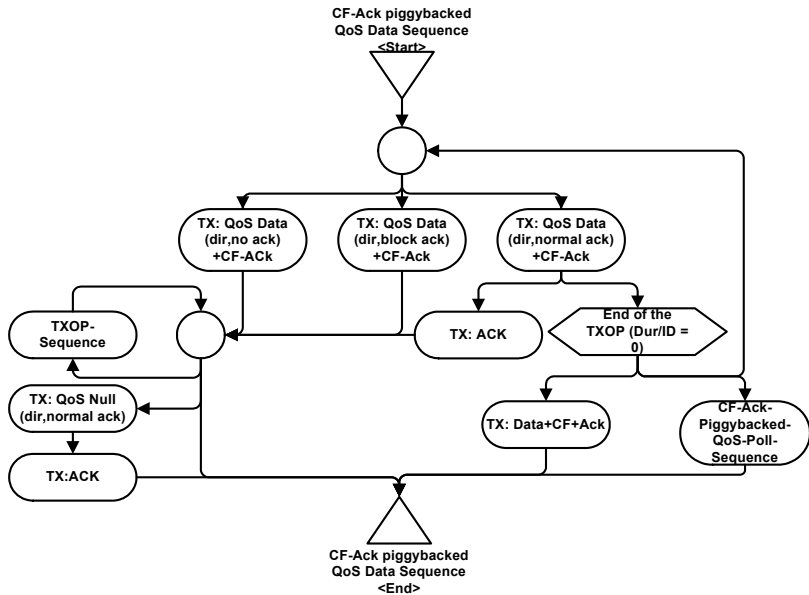 CF-Ack piggybacked
QoS Data Sequence
<Start>
TX: QoS Data
(dir,no ack)
+CF-ACk
TX: QoS Data
(dir,block ack)
+CF-Ack
TX: QoS Data
(dir,normal ack)
+CF-Ack
TXOP-
Sequence
TX: ACK
End of the
TXOP (Dur/ID =
0)
TX: QoS Null
(dir,normal ack)
TX: Data+CF+Ack
CF-Ack-
Piggybacked-
QoS-Poll-
Sequence
TX:ACK
CF-Ack piggybacked
QoS Data Sequence
<End>